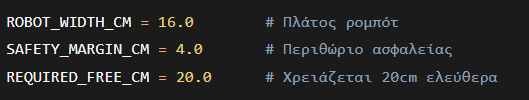 ROBOT_WIDTH_CM = 16.0 # Πλάτος ρομπότ
SAFETY_MARGIN_CM = 4.0 # Περιθώριο ασφαλείας
REQUIRED_FREE_CM = 20.0 # Χρειάζεται 20cm ελεύθερα